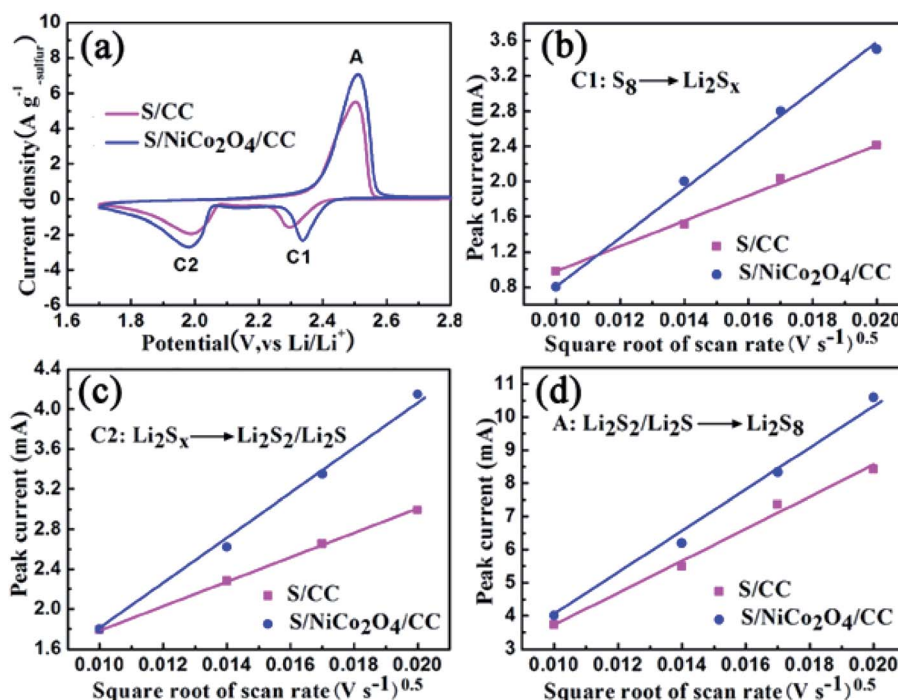 (a)
A
S/CC
S/NiCo₂O₄/CC
C2
C1
10
8
6
4
2
0
-2
-4
-6
1.6 1.8 2.0 2.2 2.4 2.6 2.8
Current density(A g⁻¹-sulfur)
Potential(V,vs Li/Li⁺)
(b)
C1: S₈ → Li₂Sₓ
S/CC
S/NiCo₂O₄/CC
3.6
3.0
2.4
1.8
1.2
0.8
0.010 0.012 0.014 0.016 0.018 0.020
Peak current (mA)
Square root of scan rate (V s⁻¹)⁰·⁵
(c)
C2: Li₂Sₓ → Li₂S₂/Li₂S
S/CC
S/NiCo₂O₄/CC
4.4
4.0
3.6
3.2
2.8
2.4
2.0
1.6
0.010 0.012 0.014 0.016 0.018 0.020
Peak current (mA)
Square root of scan rate (V s⁻¹)⁰·⁵
(d)
A: Li₂S₂/Li₂S → Li₂S₈
S/CC
S/NiCo₂O₄/CC
11
10
9
8
7
6
5
4
3
0.010 0.012 0.014 0.016 0.018 0.020
Peak current (mA)
Square root of scan rate (V s⁻¹)⁰·⁵